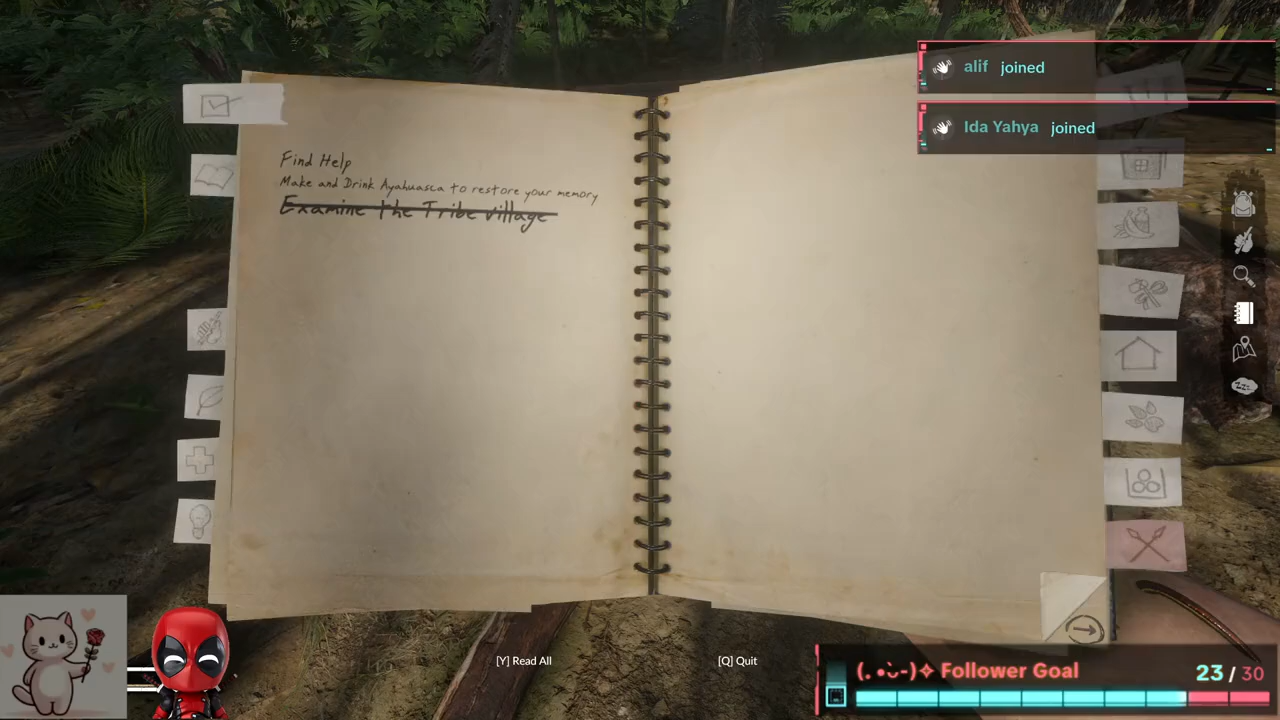 alif joined
Ida Yahya joined
Find Help
Make and Drink Ayahuasca to restore your memory
Examine the Tribe village
[Y] Read All
[Q] Quit
Follower Goal
23 / 30